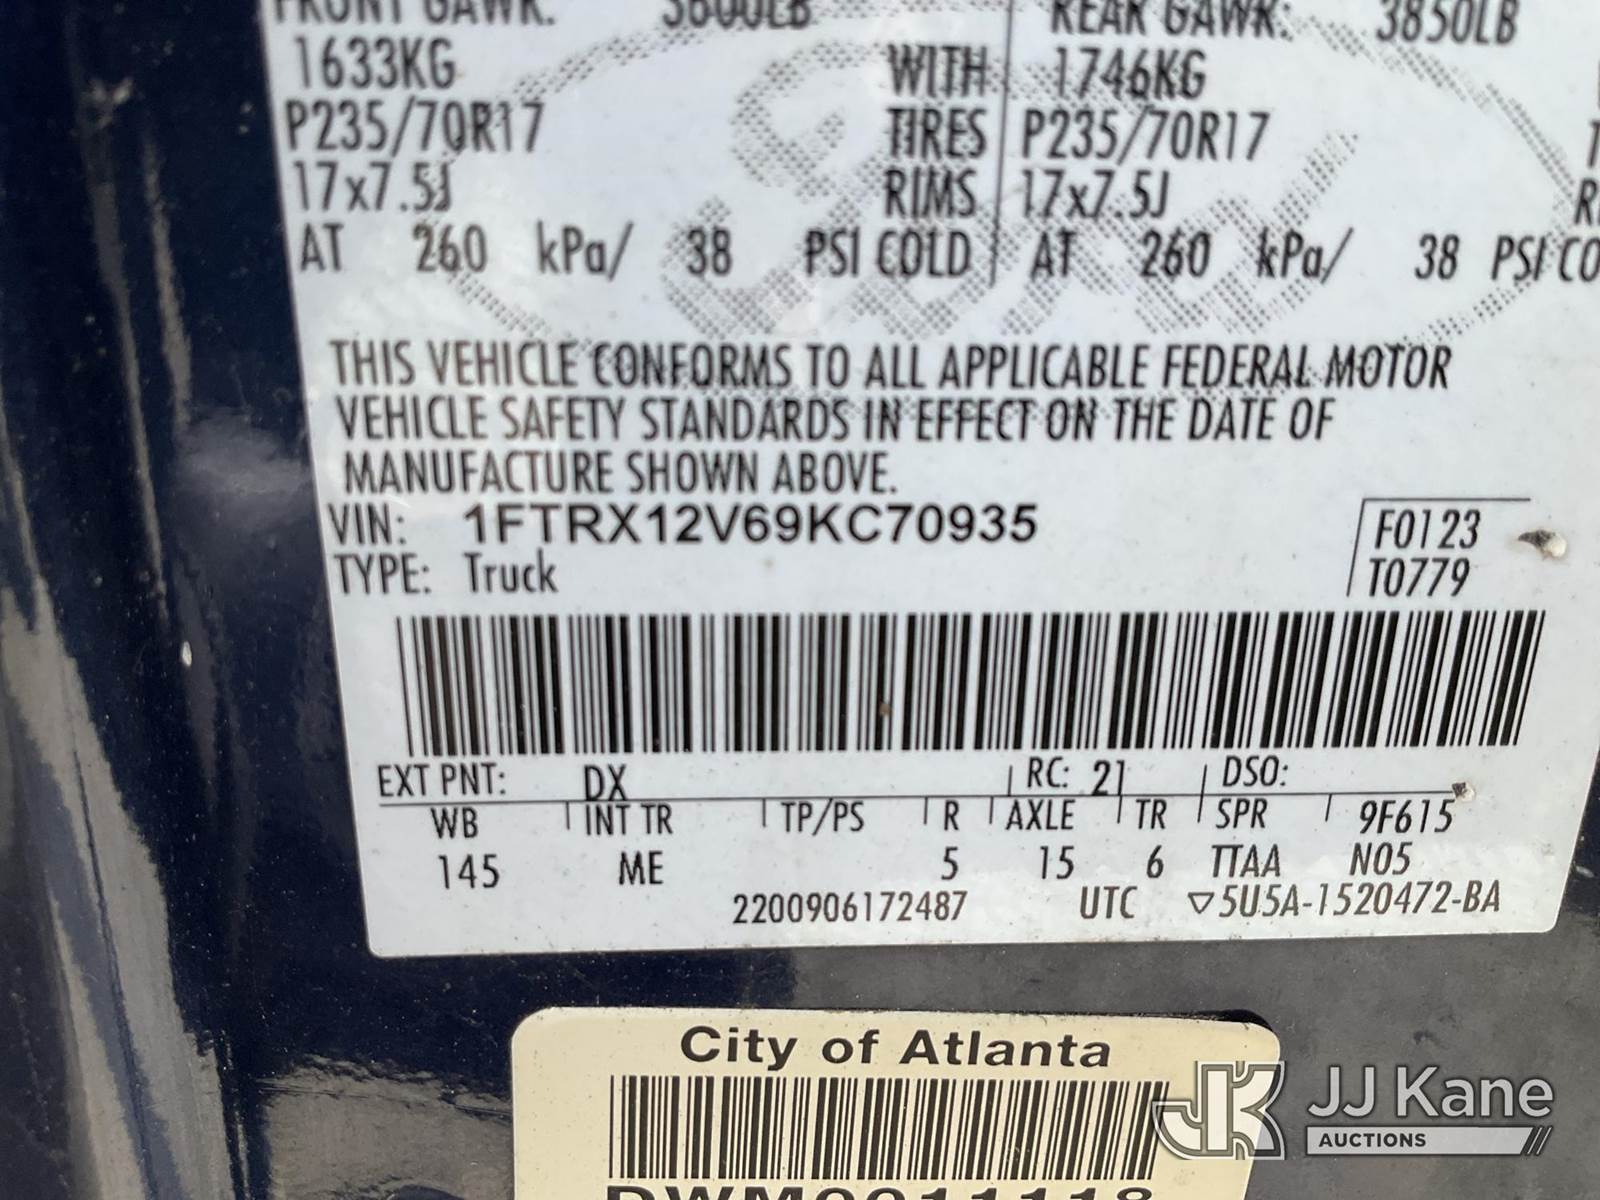 FRONT GAWR: 3600LB REAR GAWR: 3850LB
1633KG WITH 1746KG
P235/70R17 TIRES P235/70R17
17x7.5J RIMS 17x7.5J
AT 260 kPa/ 38 PSI COLD AT 260 kPa/ 38 PSI CO
THIS VEHICLE CONFORMS TO ALL APPLICABLE FEDERAL MOTOR
VEHICLE SAFETY STANDARDS IN EFFECT ON THE DATE OF
MANUFACTURE SHOWN ABOVE.
VIN: 1FTRX12V69KC70935 F0123
TYPE: Truck T0779
EXT PNT: DX RC: 21 DSO:
WB INT TR TP/PS R AXLE TR SPR 9F615
145 ME 5 15 6 TTAA N05
2200906172487 UTC ▽5U5A-1520472-BA
City of Atlanta
JJ Kane
AUCTIONS